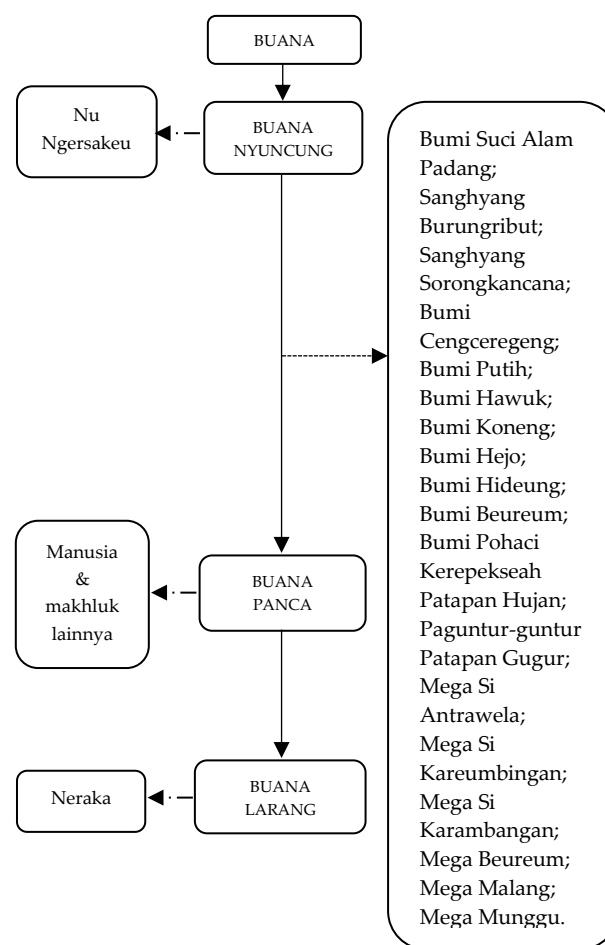 BUANA
Nu
Ngersakeu
BUANA
NYUNCUNG
Bumi Suci Alam
Padang;
Sanghyang
Burungribut;
Sanghyang
Sorongkancana;
Bumi
Cengceregeng;
Bumi Putih;
Bumi Hawuk;
Bumi Koneng;
Bumi Hejo;
Bumi Hideung;
Bumi Beureum;
Bumi Pohaci
Kerepekseah
Patapan Hujan;
Paguntur-guntur
Patapan Gugur;
Mega Si
Antrawela;
Mega Si
Kareumbingan;
Mega Si
Karambangan;
Mega Beureum;
Mega Malang;
Mega Munggu.
Manusia
&
makhluk
lainnya
BUANA
PANCA
Neraka
BUANA
LARANG